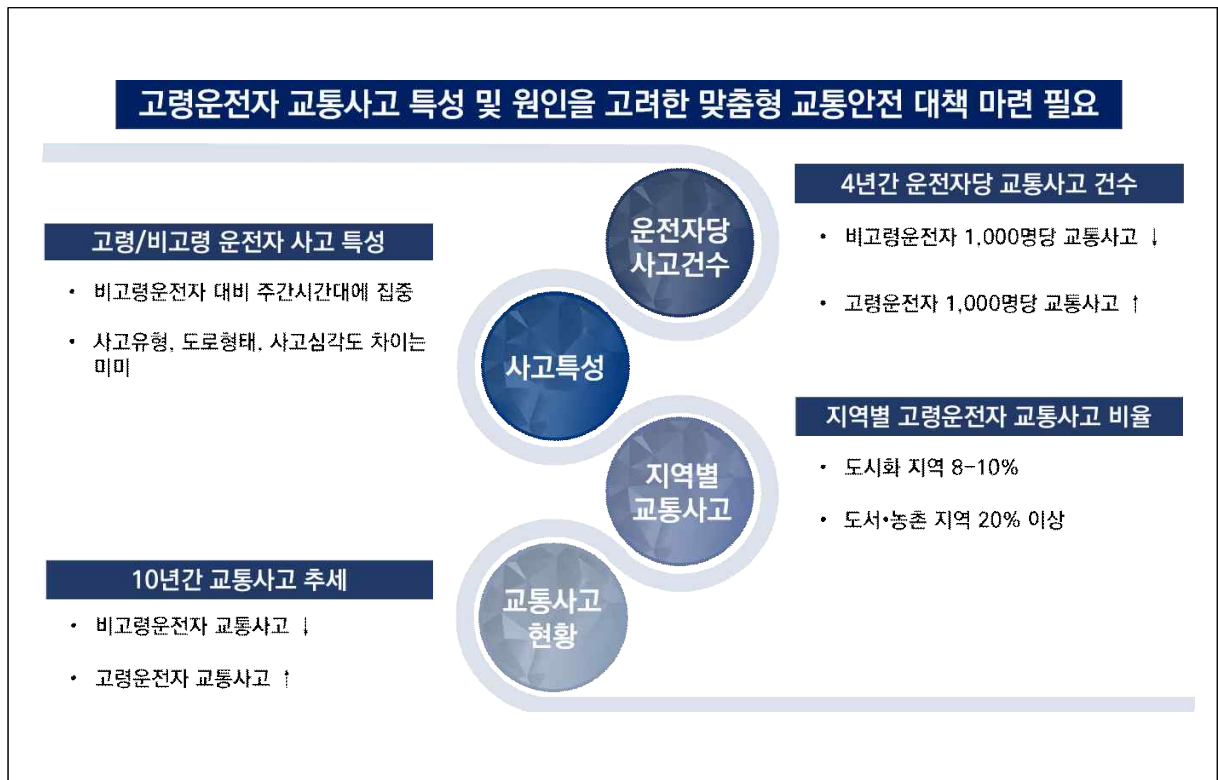 고령운전자 교통사고 특성 및 원인을 고려한 맞춤형 교통안전 대책 마련 필요
운전자당
사고건수
4년간 운전자당 교통사고 건수
• 비고령운전자 1,000명당 교통사고 ↓
• 고령운전자 1,000명당 교통사고 ↑
고령/비고령 운전자 사고 특성
• 비고령운전자 대비 주간시간대에 집중
• 사고유형, 도로형태, 사고심각도 차이는
미미
사고특성
지역별
교통사고
지역별 고령운전자 교통사고 비율
• 도시화 지역 8-10%
• 도서•농촌 지역 20% 이상
10년간 교통사고 추세
• 비고령운전자 교통사고 ↓
• 고령운전자 교통사고 ↑
교통사고
현황